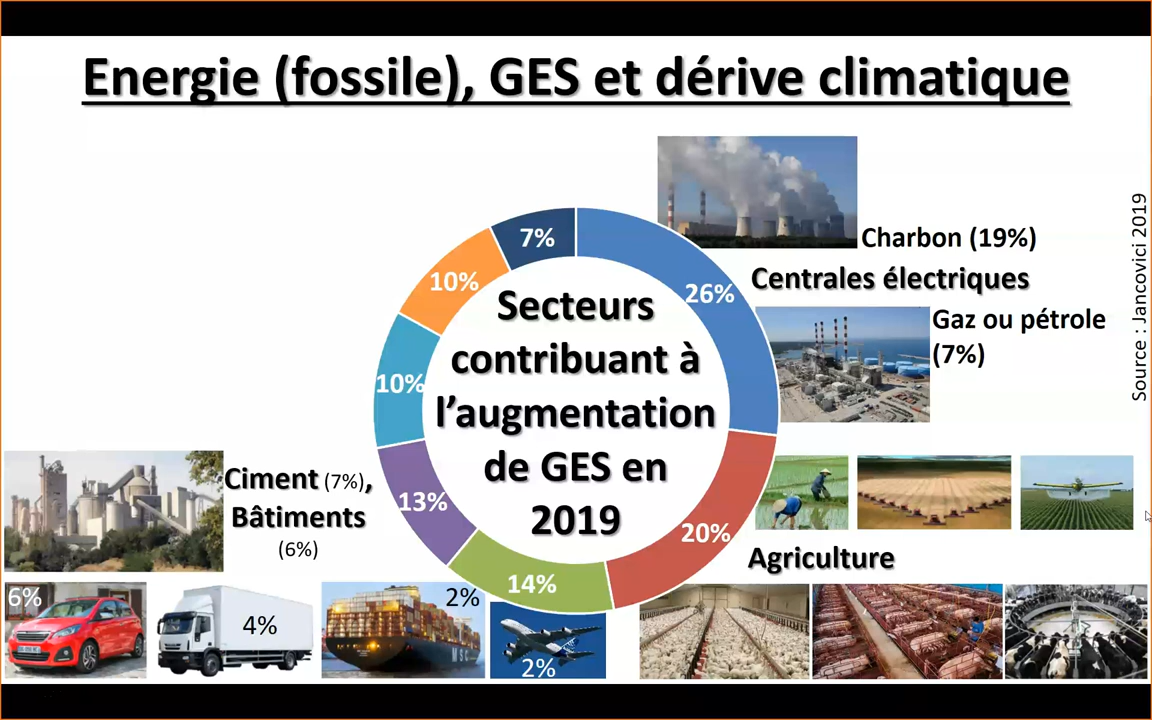 Energie (fossile), GES et dérive climatique
Charbon (19%)
Centrales électriques
Gaz ou pétrole
(7%)
Source : Jancovici 2019
7%
26%
10%
10%
13%
14%
20%
Secteurs
contribuant à
l’augmentation
de GES en
2019
Ciment (7%),
Bâtiments
(6%)
Agriculture
6%
4%
2%
2%